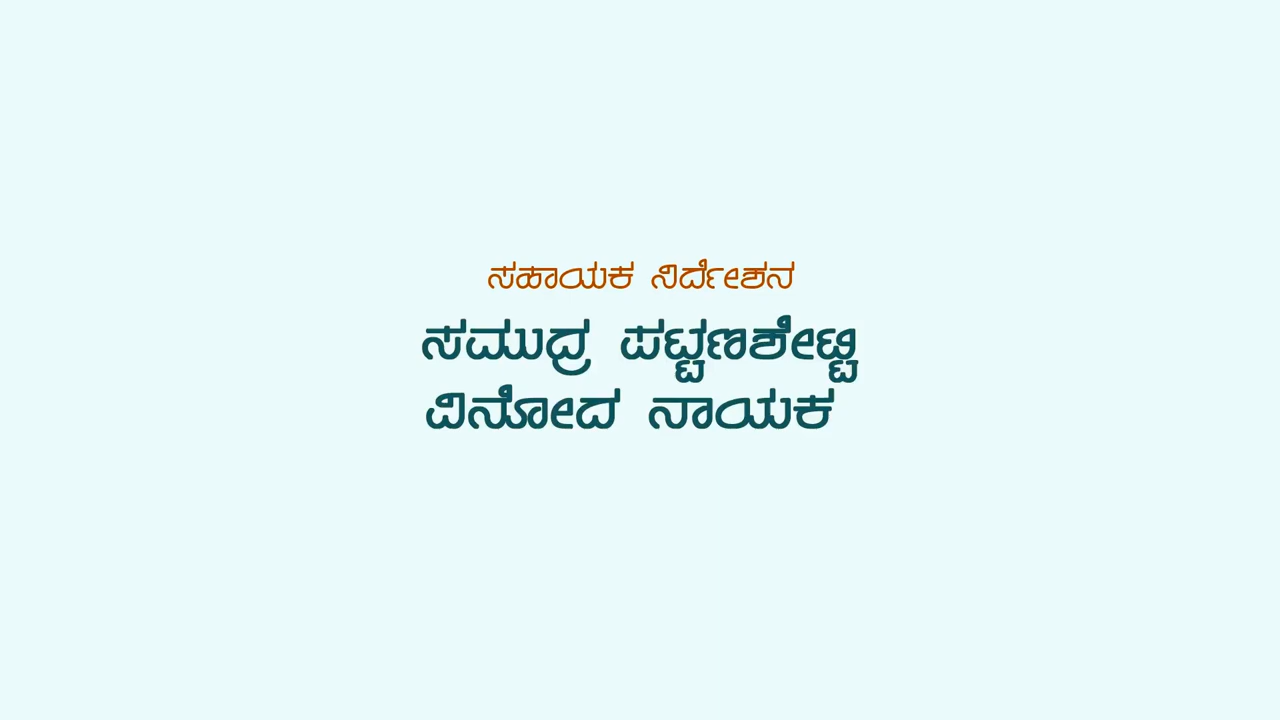 ಸಹಾಯಕ ನಿರ್ದೇಶನ
ಸಮುದ್ರ ಪಟ್ಟಣಶೇಟ್ಟಿ
ವಿನೋದ ನಾಯಕ